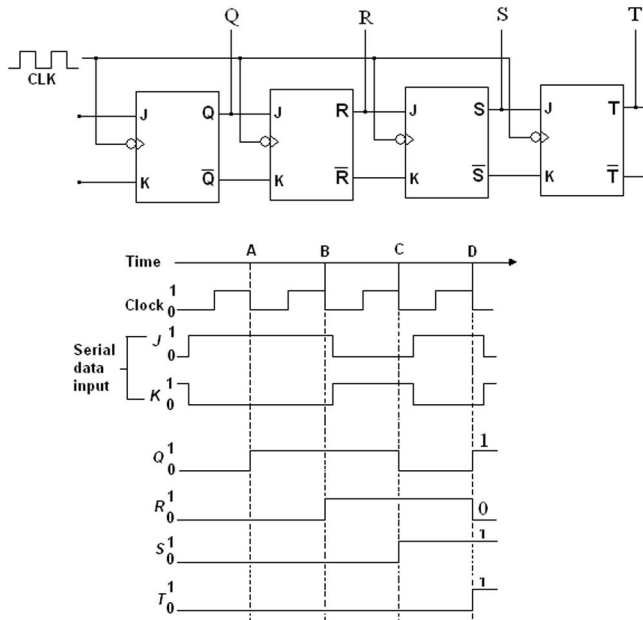 Q R S T
CLK
J Q J R J S J T
K Q̅ K R̅ K S̅ K T̅
A B C D
Time
Clock 1 0
Serial data input
J 1 0
K 1 0
Q 1 0 1
R 1 0 0
S 1 0 1
T 1 0 1